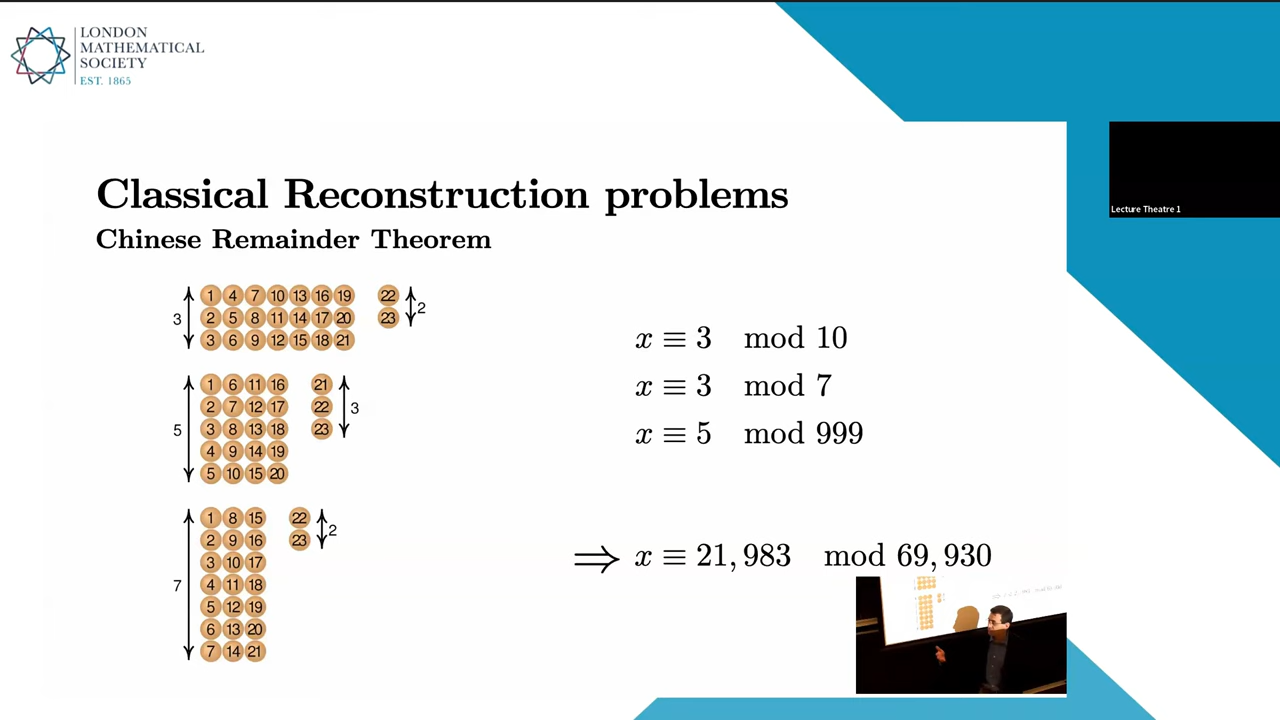 LONDON
MATHEMATICAL
SOCIETY
EST. 1865
Lecture Theatre 1
Classical Reconstruction problems
Chinese Remainder Theorem
1 4 7 10 13 16 19 22
3 2 5 8 11 14 17 20 23 2
3 6 9 12 15 18 21
1 6 11 16 21
2 7 12 17 22 3
5 3 8 13 18 23
4 9 14 19
5 10 15 20
1 8 15 22
2 9 16 23 2
3 10 17
7 4 11 18
5 12 19
6 13 20
7 14 21
x ≡ 3 mod 10
x ≡ 3 mod 7
x ≡ 5 mod 999
⟹ x ≡ 21,983 mod 69,930